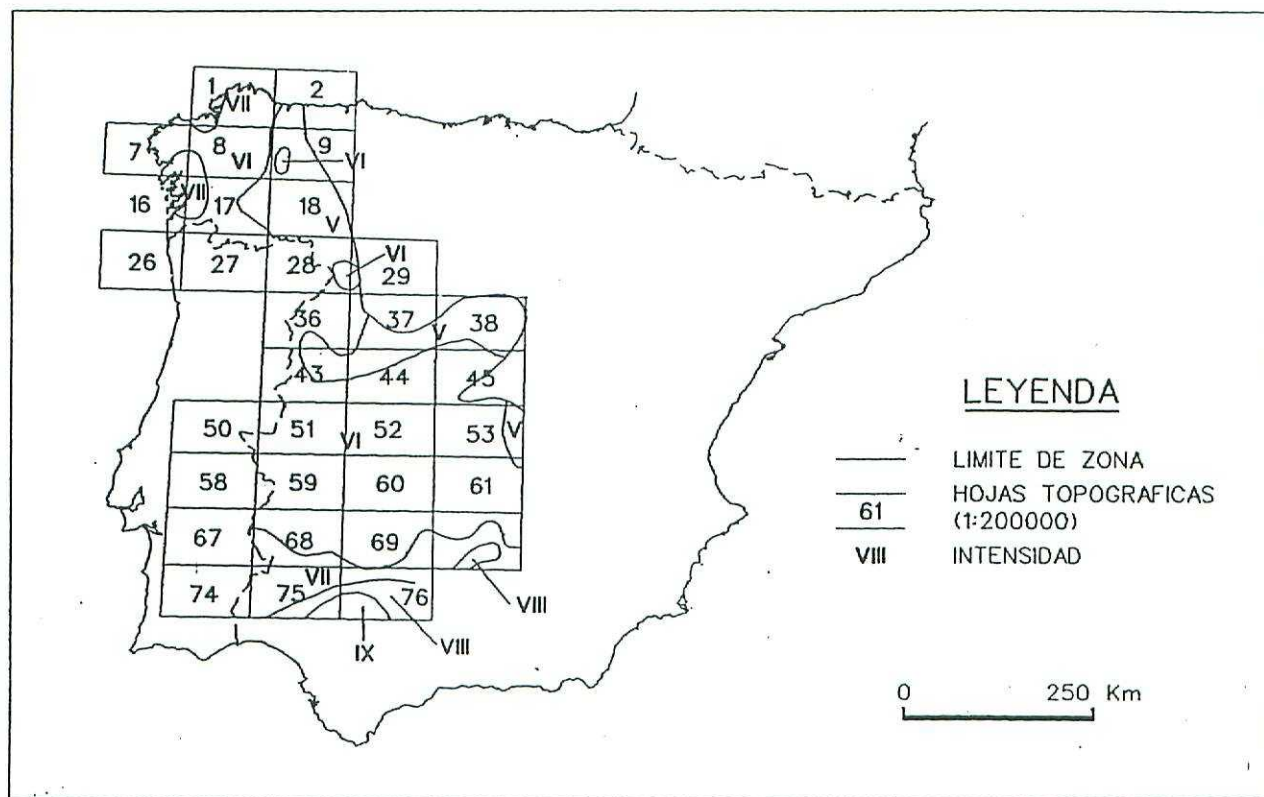 1 2
VII
7 8 9
VI VI
VII
16 17 18
V
26 27 28 29
VI
36 37 38
V
43 44 45
50 51 52 53
VI V
58 59 60 61
67 68 69
VII
74 75 76
VIII
IX VIII
LEYENDA
LIMITE DE ZONA
HOJAS TOPOGRAFICAS
61 (1:200000)
VIII INTENSIDAD
0 250 Km